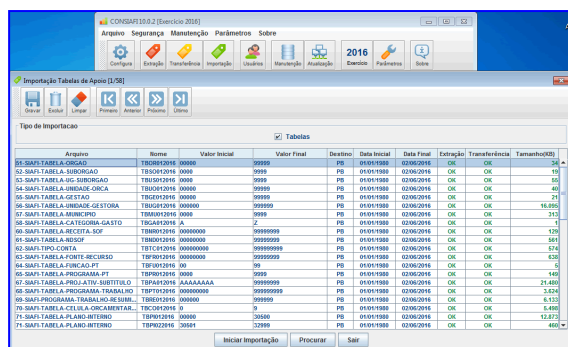 CONSIAFI 10.0.2 [Exercício 2016]
Arquivo Segurança Manutenção Parâmetros Sobre
2016
Configura Extração Transferência Importação Usuários Manutenção Atualização Exercício Parâmetros Sobre
Importação Tabelas de Apoio [1/58]
Gravar Excluir Limpar Primeiro Anterior Próximo Último
Tipo de Importacao
Tabelas
Arquivo Nome Valor Inicial Valor Final Destino Data Inicial Data Final Extração Transferência Tamanho(KB)
51-SIAFI-TABELA-ORGAO TBOR012016 00000 99999 PB 01/01/1980 02/06/2016 OK OK 34
52-SIAFI-TABELA-SUBORGAO TBSO012016 0000 9999 PB 01/01/1980 02/06/2016 OK OK 19
53-SIAFI-TABELA-UG-SUBORGAO TBUS012016 0000 9999 PB 01/01/1980 02/06/2016 OK OK 55
54-SIAFI-TABELA-UNIDADE-ORCA TBUO012016 00000 99999 PB 01/01/1980 02/06/2016 OK OK 40
55-SIAFI-TABELA-GESTAO TBGE012016 00000 99999 PB 01/01/1980 02/06/2016 OK OK 21
56-SIAFI-TABELA-UNIDADE-GESTORA TBUG012016 000000 999999 PB 01/01/1980 02/06/2016 OK OK 16.095
57-SIAFI-TABELA-MUNICIPIO TBMU012016 0000 9999 PB 01/01/1980 02/06/2016 OK OK 313
58-SIAFI-TABELA-CATEGORIA-GASTO TBGA012016 A Z PB 01/01/1980 02/06/2016 OK OK 1
60-SIAFI-TABELA-RECEITA-SOF TBNR012016 00000000 99999999 PB 01/01/1980 02/06/2016 OK OK 129
61-SIAFI-TABELA-NDSOF TBND012016 00000000 99999999 PB 01/01/1980 02/06/2016 OK OK 561
62-SIAFI-TIPO-CONTA TBTC012016 000000000 999999999 PB 01/01/1980 02/06/2016 OK OK 574
63-SIAFI-TABELA-FONTE-RECURSO TBFR012016 00000000 99999999 PB 01/01/1980 02/06/2016 OK OK 638
64-SIAFI-TABELA-FUNCAO-PT TBFU012016 00 99 PB 01/01/1980 02/06/2016 OK OK 5
66-SIAFI-TABELA-PROGRAMA-PT TBPR012016 0000 9999 PB 01/01/1980 02/06/2016 OK OK 149
67-SIAFI-TABELA-PROJ-ATIV-SUBTITULO TBPA012016 AAAAAAAA 99999999 PB 01/01/1980 02/06/2016 OK OK 21.480
68-SIAFI-TABELA-PROGRAMA-TRABALHO TBPT012016 000000000 999999999 PB 01/01/1980 02/06/2016 OK OK 3.624
69-SIAFI-PROGRAMA-TRABALHO-RESUMI... TBRE012016 000000 999999 PB 01/01/1980 02/06/2016 OK OK 6.133
70-SIAFI-TABELA-CELULA-ORCAMENTAR... TBCO012016 0 9 PB 01/01/1980 02/06/2016 OK OK 5.498
71-SIAFI-TABELA-PLANO-INTERNO TBPI012016 00000 30500 PB 01/01/1980 02/06/2016 OK OK 12.873
71-SIAFI-TABELA-PLANO-INTERNO TBPI022016 30501 32999 PB 01/01/1980 02/06/2016 OK OK 460
Iniciar Importação Procurar Sair